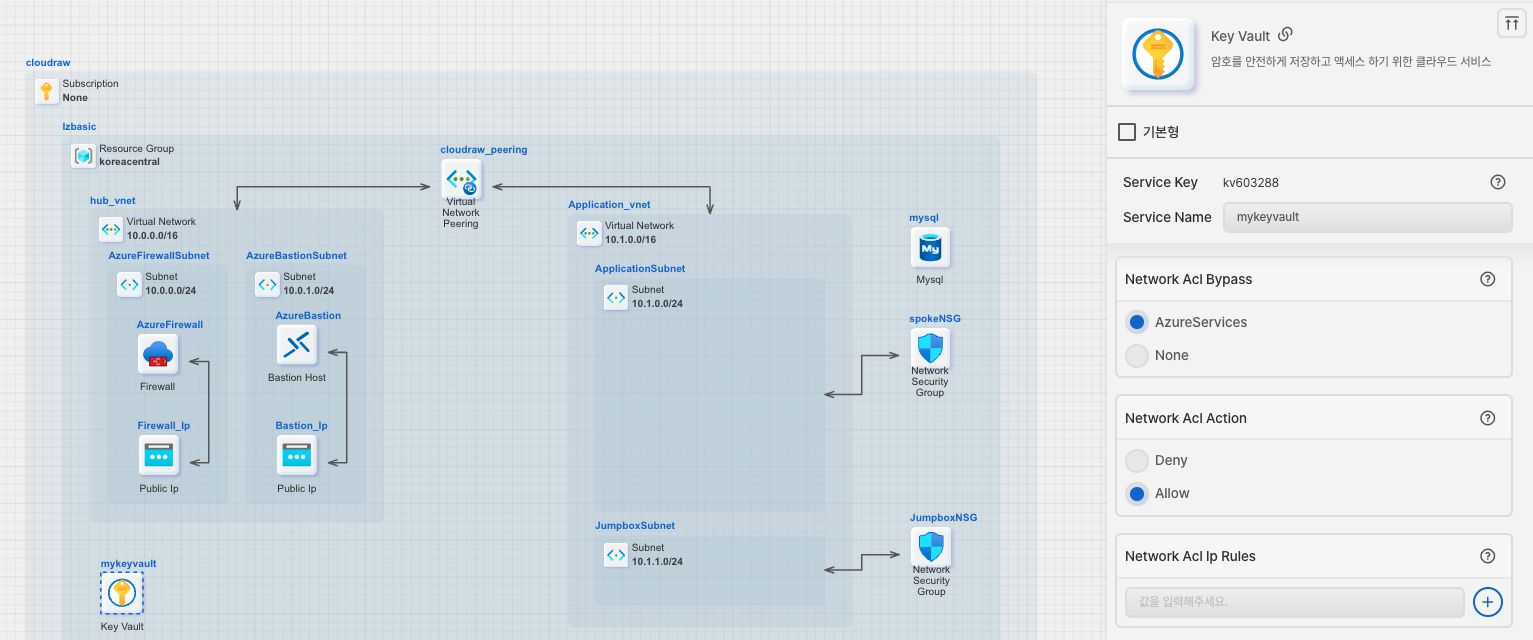 cloudraw
Subscription
None
lzbasic
Resource Group
koreacentral
cloudraw_peering
Virtual
Network
Peering
hub_vnet
Virtual Network
10.0.0.0/16
AzureFirewallSubnet
Subnet
10.0.0.0/24
AzureFirewall
Firewall
Firewall_Ip
Public Ip
AzureBastionSubnet
Subnet
10.0.1.0/24
AzureBastion
Bastion Host
Bastion_Ip
Public Ip
Application_vnet
Virtual Network
10.1.0.0/16
ApplicationSubnet
Subnet
10.1.0.0/24
JumpboxSubnet
Subnet
10.1.1.0/24
mysql
My
Mysql
spokeNSG
Network
Security
Group
JumpboxNSG
Network
Security
Group
mykeyvault
Key Vault
Key Vault
암호를 안전하게 저장하고 액세스 하기 위한 클라우드 서비스
기본형
Service Key kv603288
Service Name mykeyvault
Network Acl Bypass
AzureServices
None
Network Acl Action
Deny
Allow
Network Acl Ip Rules
값을 입력해주세요.